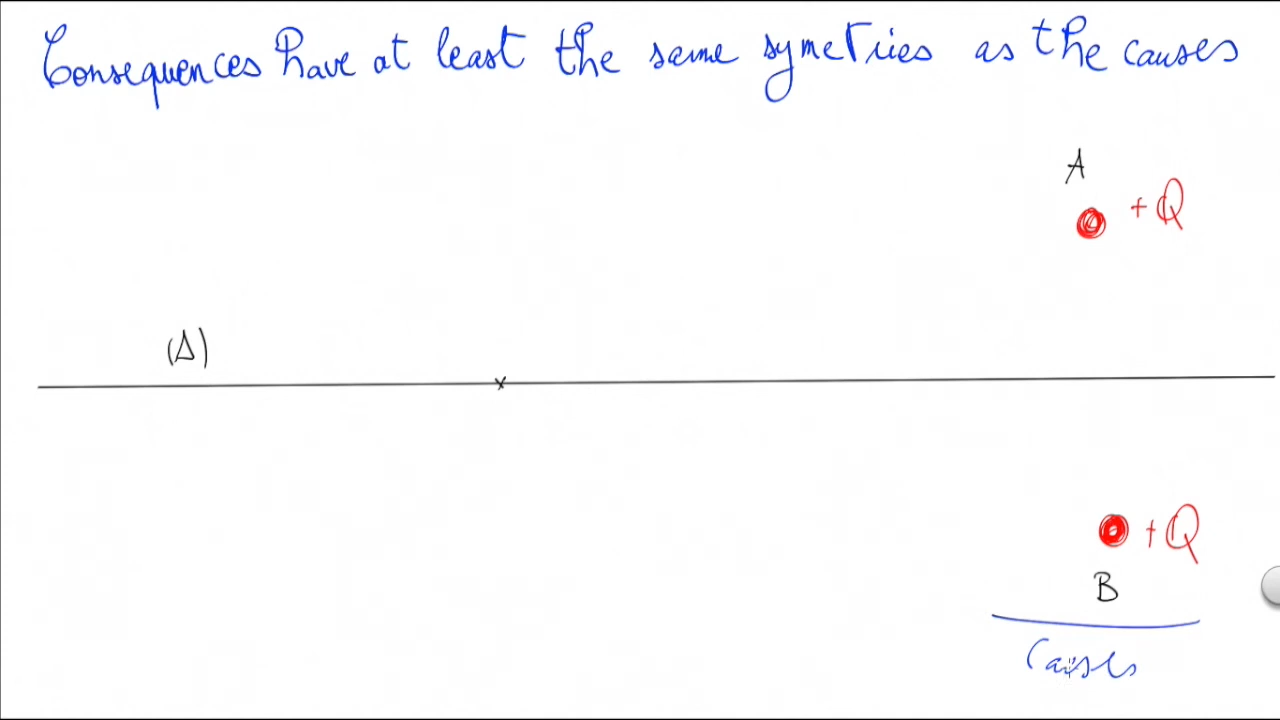 Consequences have at least the same symetries as the causes
A
+Q
(Δ)
x
+Q
B
Causes